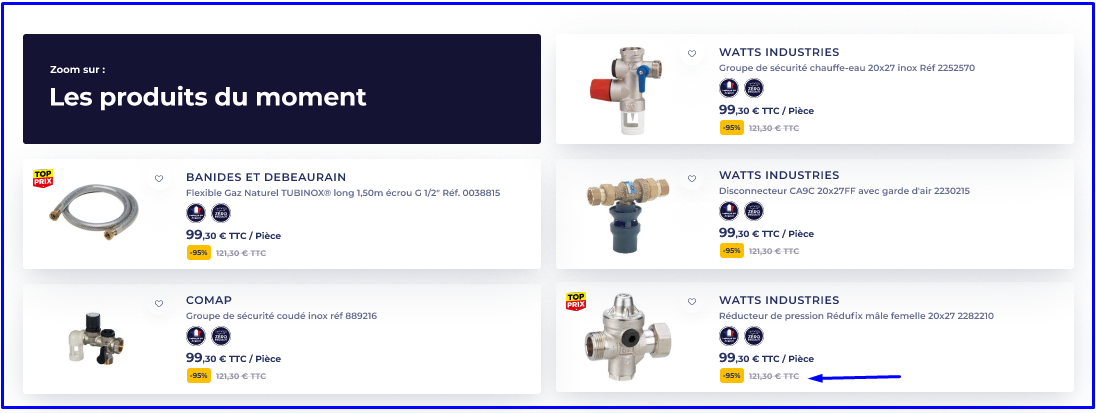 Zoom sur :
Les produits du moment
TOP
PRIX
BANIDES ET DEBEAURAIN
Flexible Gaz Naturel TUBINOX® long 1,50m écrou G 1/2" Réf. 0038815
99,30 € TTC / Pièce
-95% 121,30 € TTC
COMAP
Groupe de sécurité coudé inox réf 889216
99,30 € TTC / Pièce
-95% 121,30 € TTC
WATTS INDUSTRIES
Groupe de sécurité chauffe-eau 20x27 inox Réf 2252570
99,30 € TTC / Pièce
-95% 121,30 € TTC
WATTS INDUSTRIES
Disconnecteur CA9C 20x27FF avec garde d'air 2230215
99,30 € TTC / Pièce
-95% 121,30 € TTC
TOP
PRIX
WATTS INDUSTRIES
Réducteur de pression Rédufix mâle femelle 20x27 2282210
99,30 € TTC / Pièce
-95% 121,30 € TTC